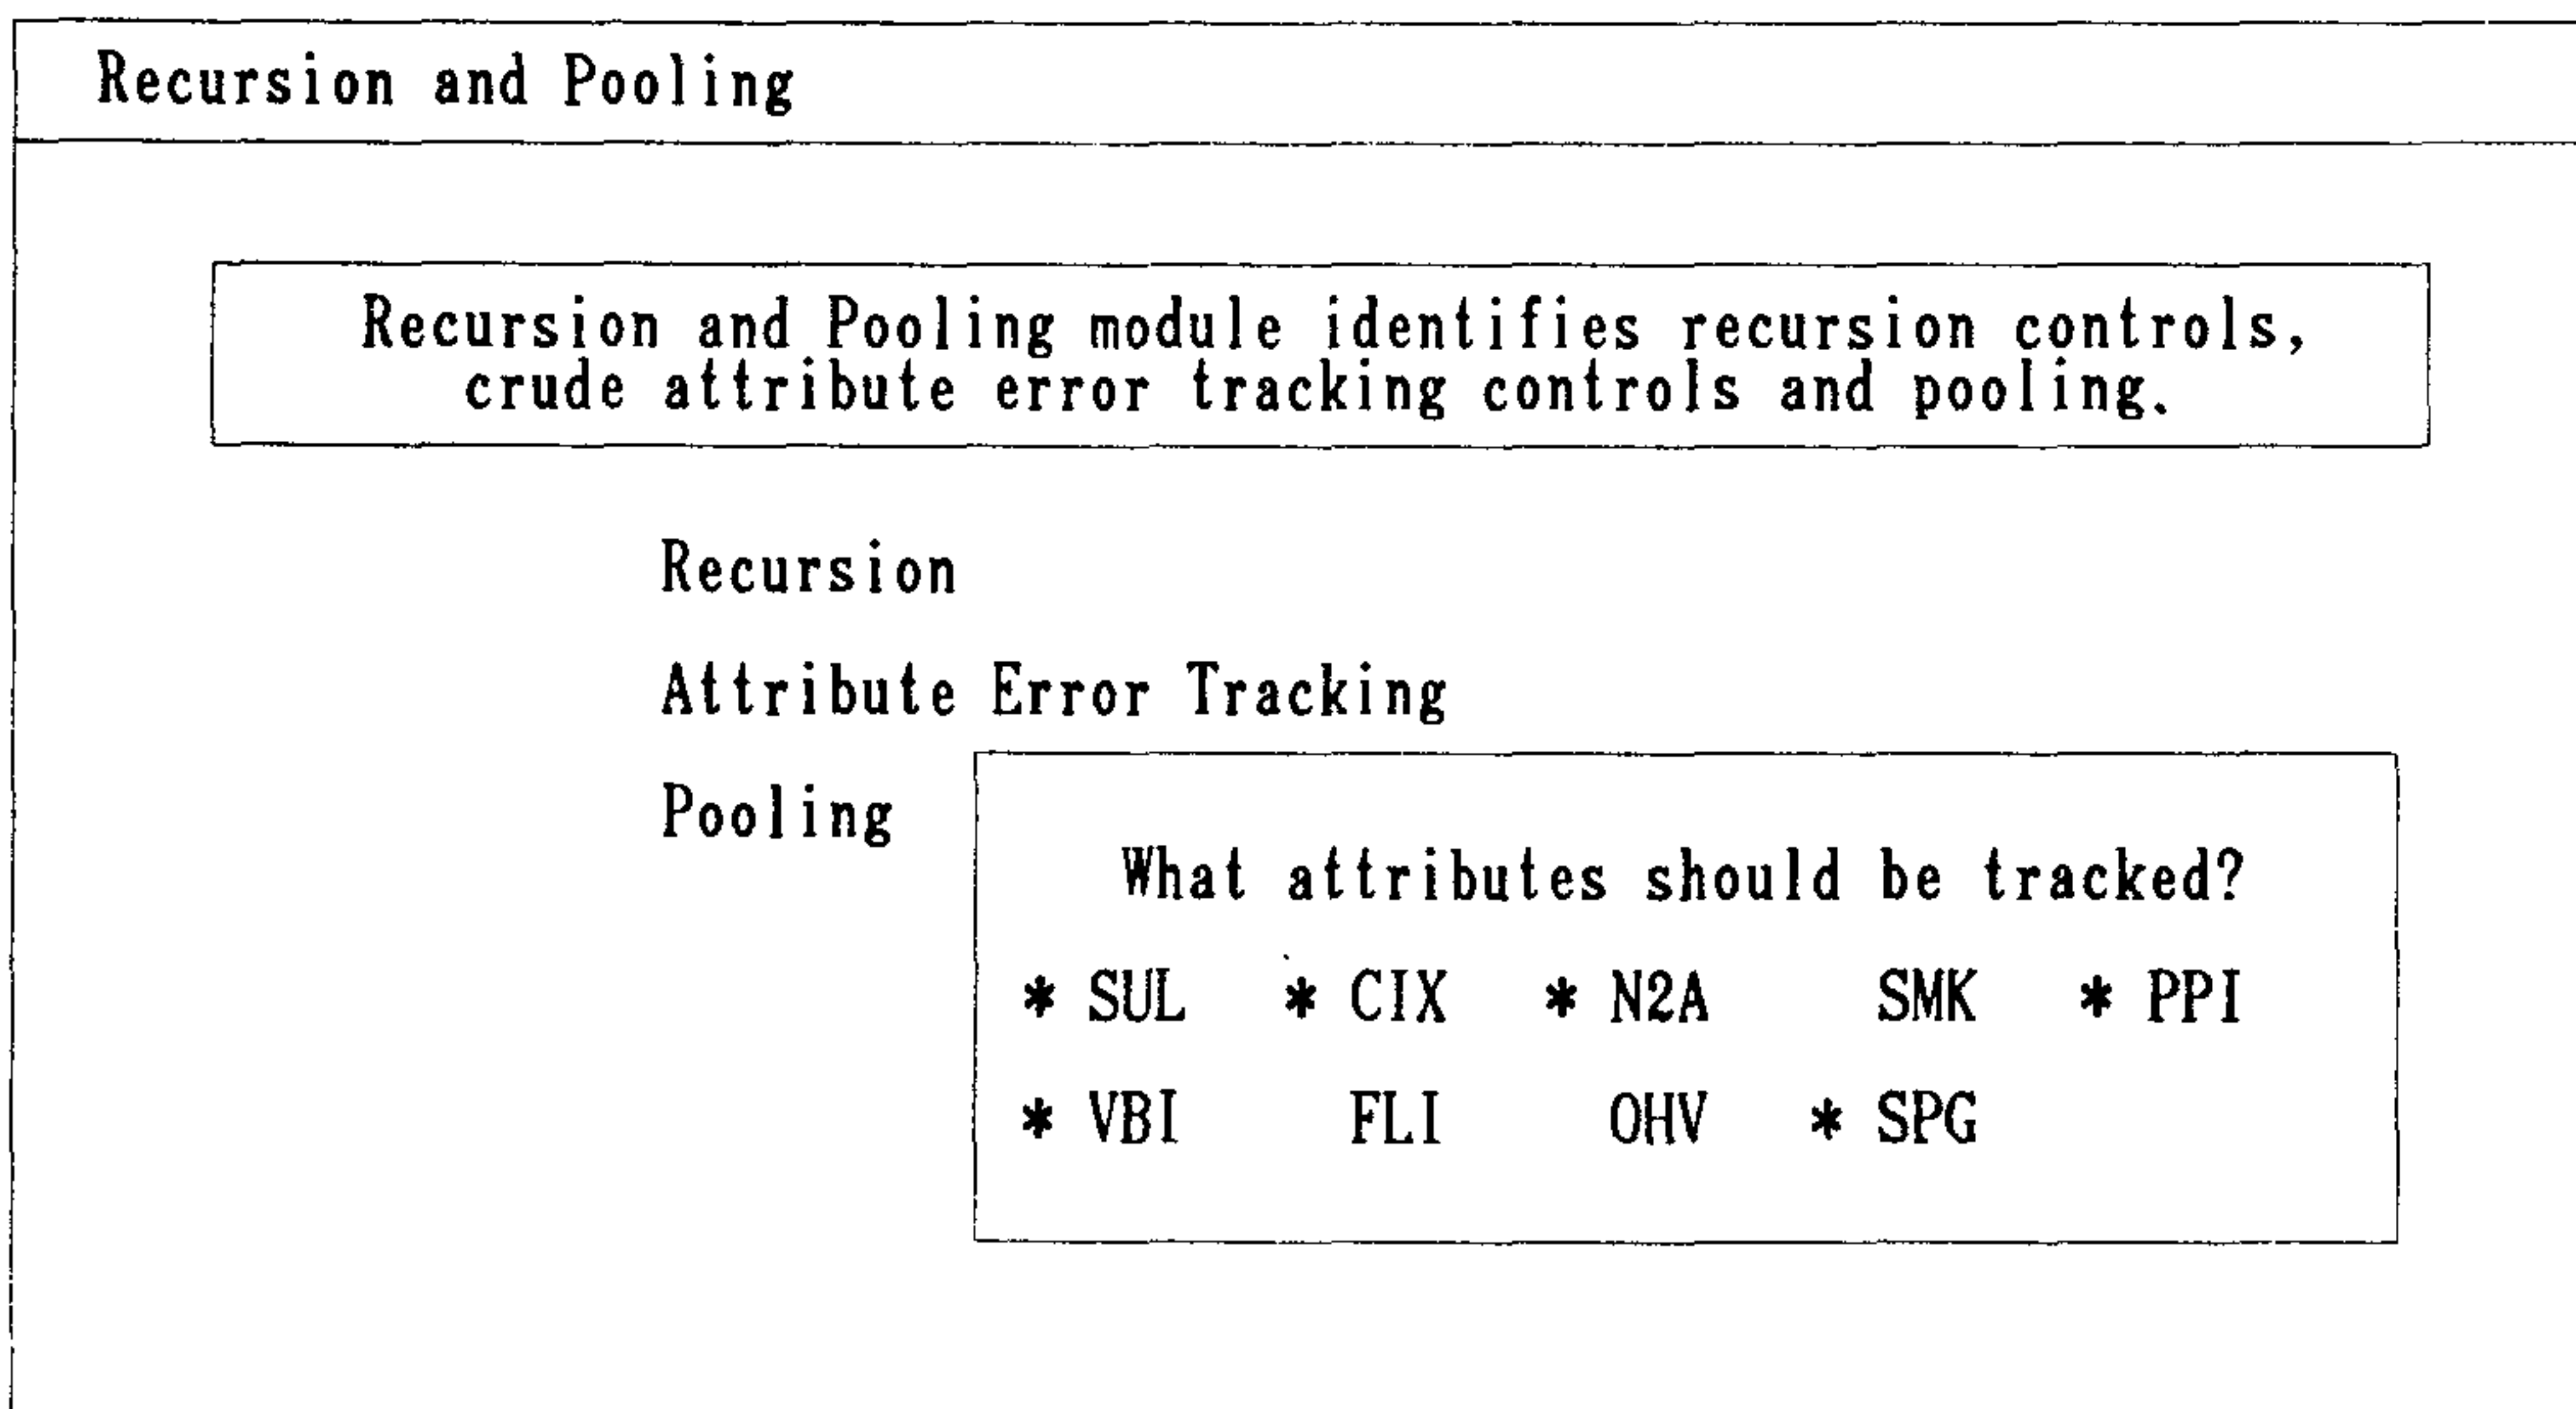 Recursion and Pooling
Recursion and Pooling module identifies recursion controls,
crude attribute error tracking controls and pooling.
Recursion
Attribute Error Tracking
Pooling
What attributes should be tracked?
* SUL * CIX * N2A SMK * PPI
* VBI FLI OHV * SPG